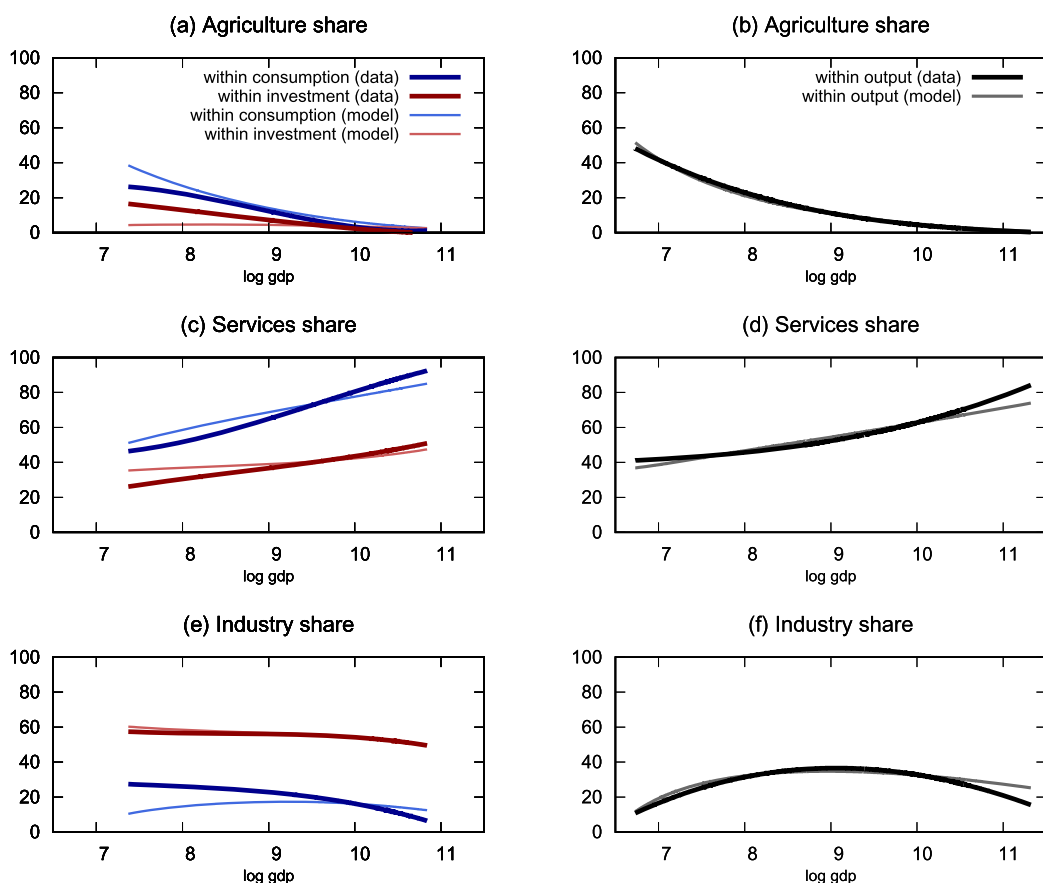 (a) Agriculture share
100
80
60
40
20
0
within consumption (data)
within investment (data)
within consumption (model)
within investment (model)
7 8 9 10 11
log gdp
(b) Agriculture share
100
80
60
40
20
0
within output (data)
within output (model)
7 8 9 10 11
log gdp
(c) Services share
100
80
60
40
20
0
7 8 9 10 11
log gdp
(d) Services share
100
80
60
40
20
0
7 8 9 10 11
log gdp
(e) Industry share
100
80
60
40
20
0
7 8 9 10 11
log gdp
(f) Industry share
100
80
60
40
20
0
7 8 9 10 11
log gdp